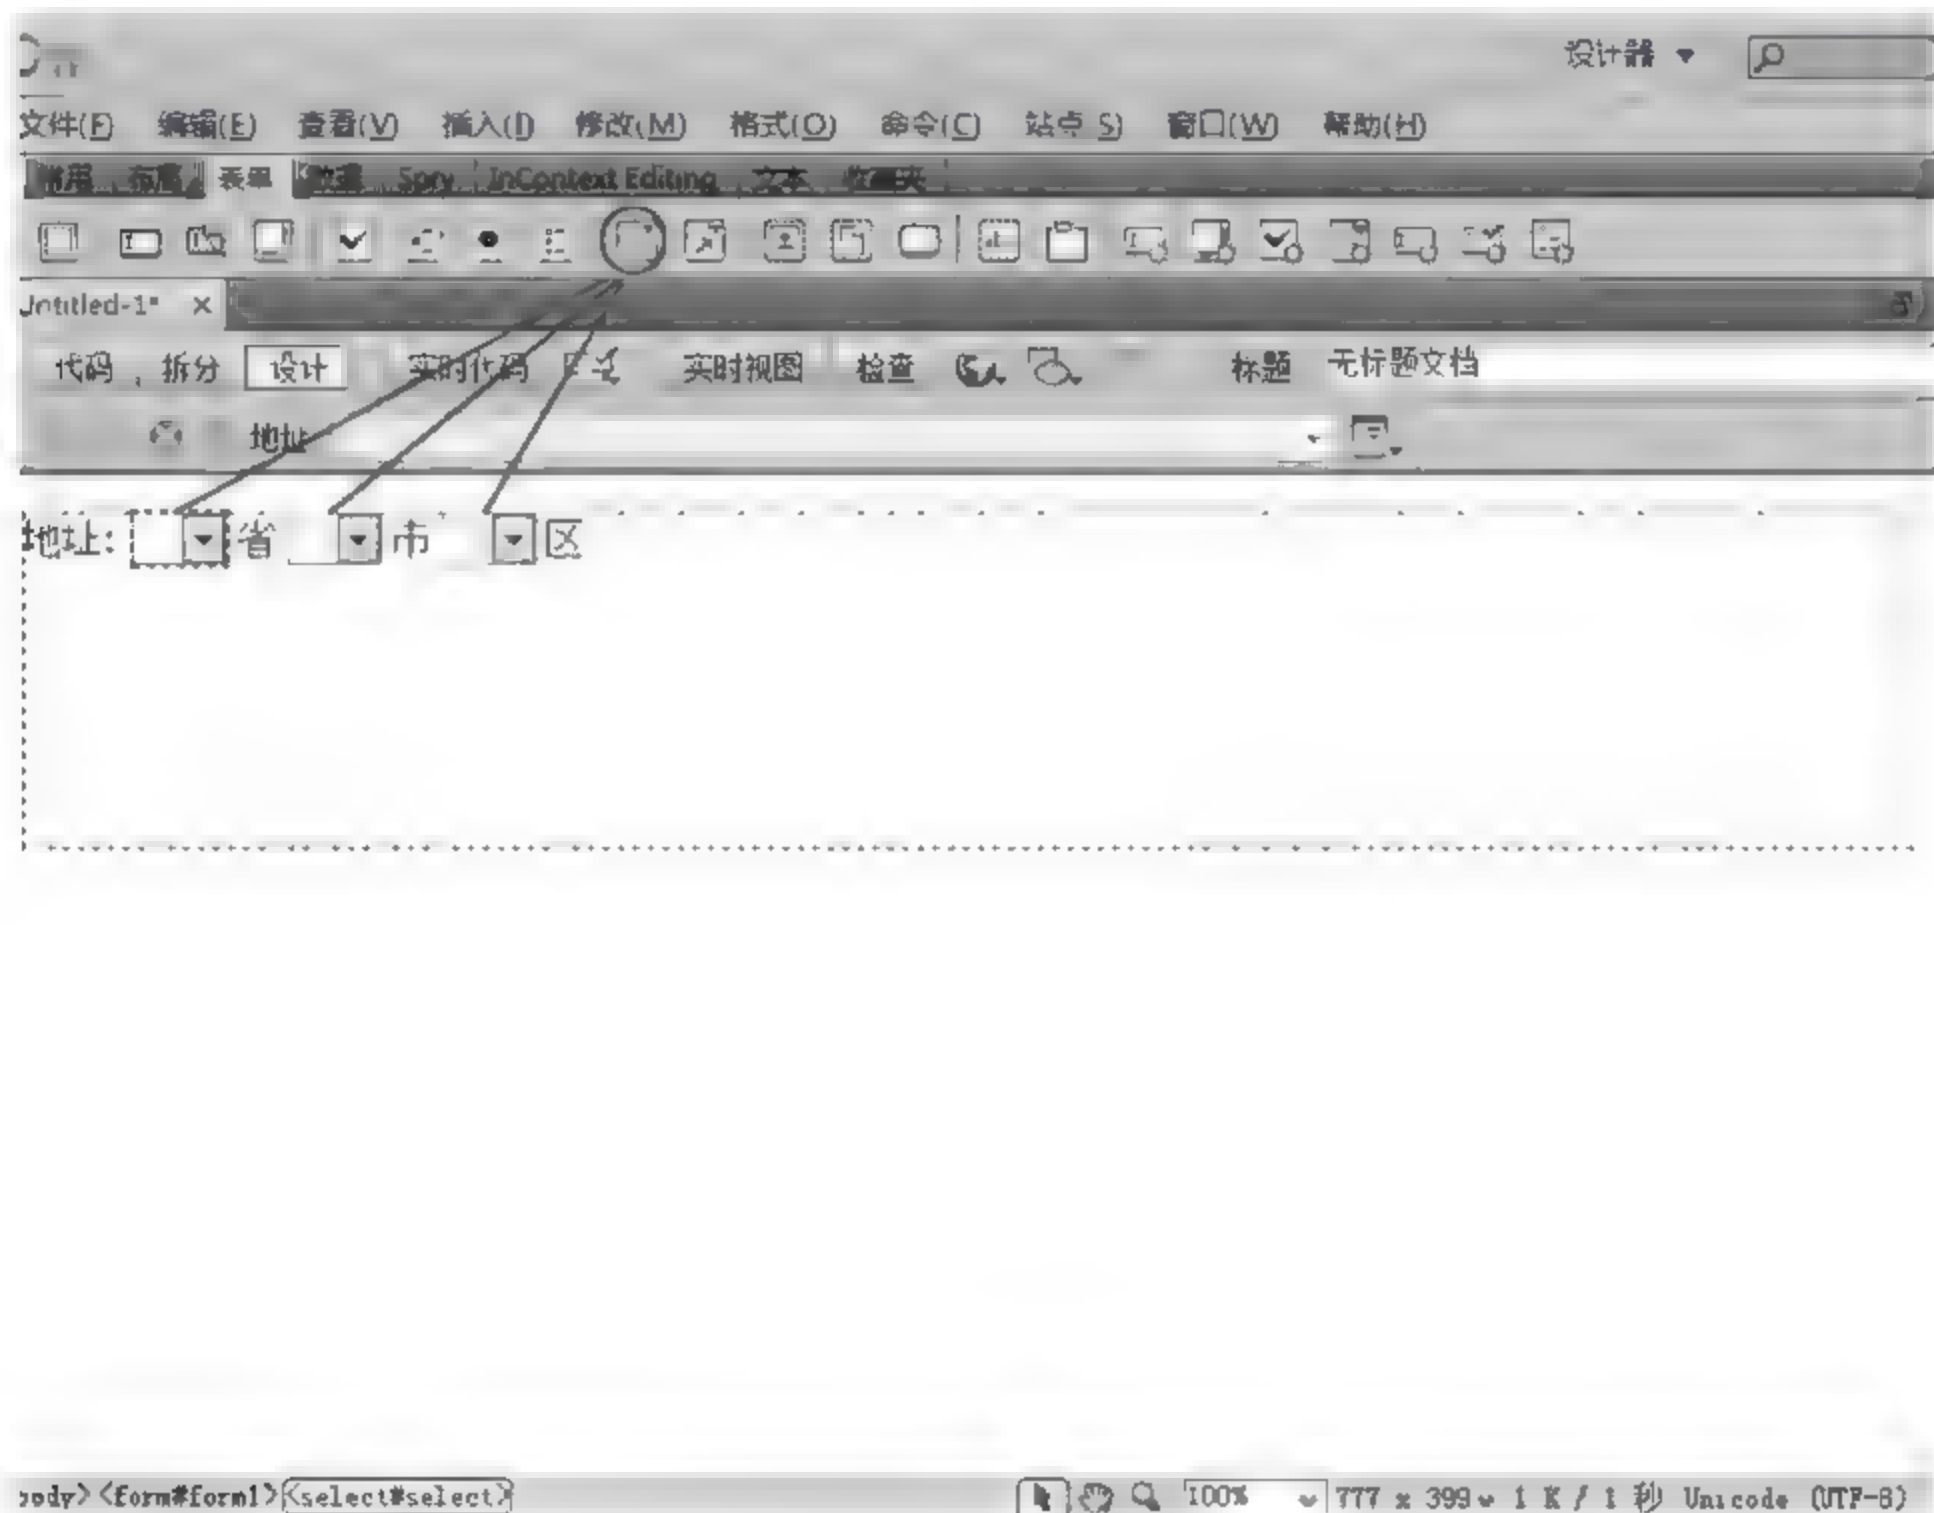 设计器
文件(F) 编辑(E) 查看(V) 插入(I) 修改(M) 格式(O) 命令(C) 站点 S) 窗口(W) 帮助(H)
常用 布局 表单 数据 Spry InContext Editing 文本 收藏夹
Untitled-1* ×
代码 拆分 设计 实时代码 实时视图 检查 标题 无标题文档
地址
地址: 省 市 区
body> <form#form1> <select#select> 100% 777 x 399 1 K / 1 秒 Unicode (UTF-8)